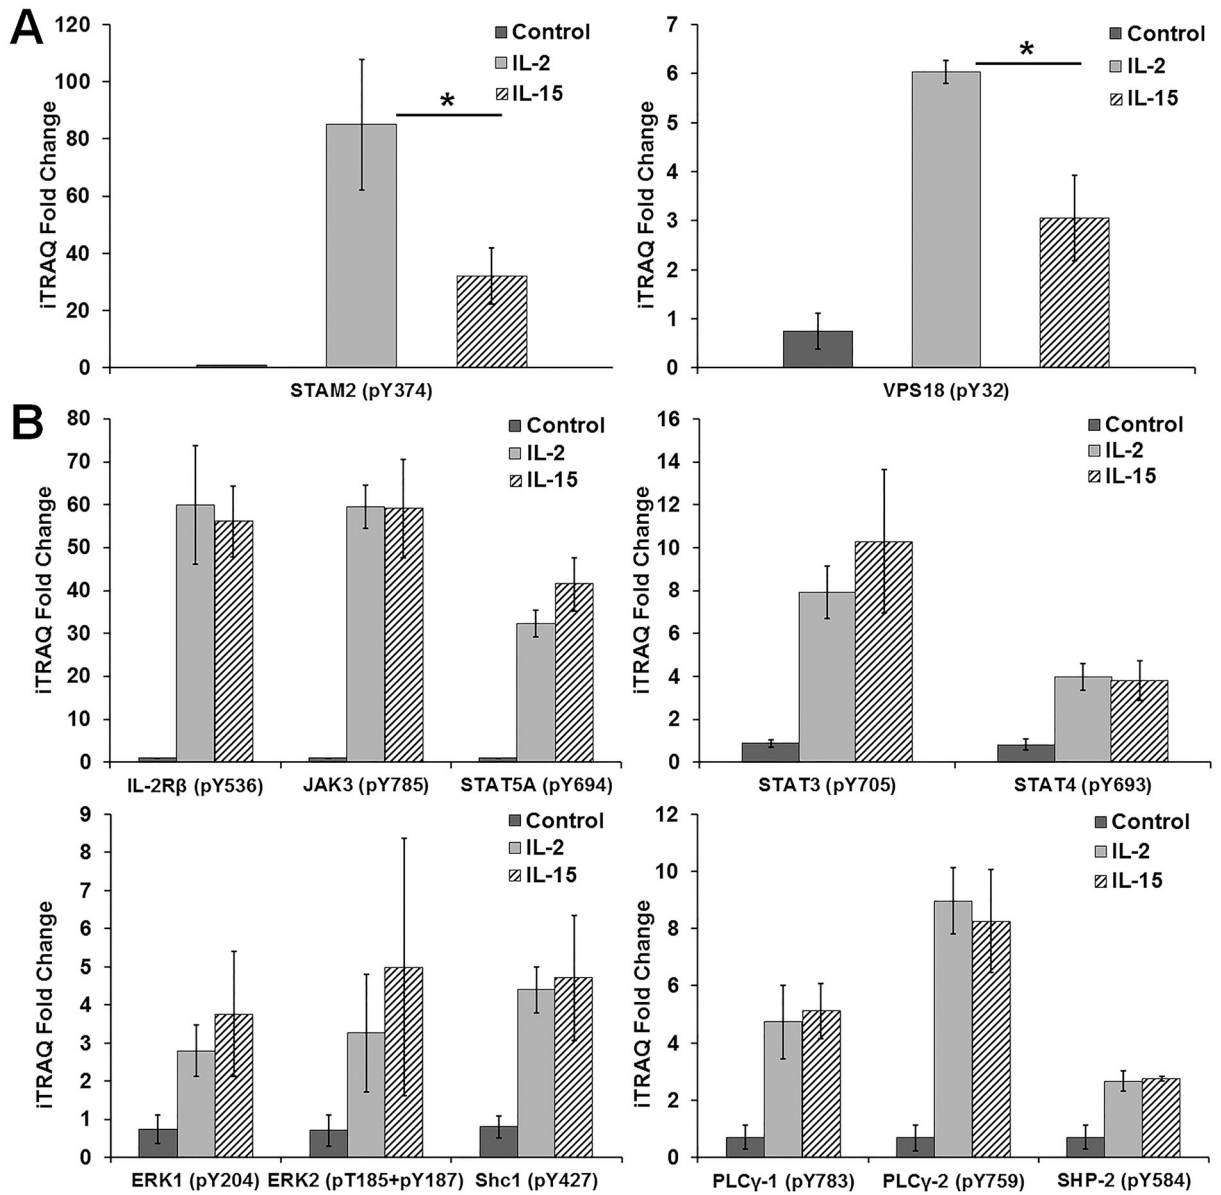 A
iTRAQ Fold Change
120
100
80
60
40
20
0
Control
IL-2
IL-15
*
STAM2 (pY374)
iTRAQ Fold Change
7
6
5
4
3
2
1
0
Control
IL-2
IL-15
*
VPS18 (pY32)
B
iTRAQ Fold Change
80
70
60
50
40
30
20
10
0
Control
IL-2
IL-15
IL-2Rβ (pY536) JAK3 (pY785) STAT5A (pY694)
iTRAQ Fold Change
16
14
12
10
8
6
4
2
0
Control
IL-2
IL-15
STAT3 (pY705) STAT4 (pY693)
iTRAQ Fold Change
9
8
7
6
5
4
3
2
1
0
Control
IL-2
IL-15
ERK1 (pY204) ERK2 (pT185+pY187) Shc1 (pY427)
iTRAQ Fold Change
12
10
8
6
4
2
0
Control
IL-2
IL-15
PLCγ-1 (pY783) PLCγ-2 (pY759) SHP-2 (pY584)